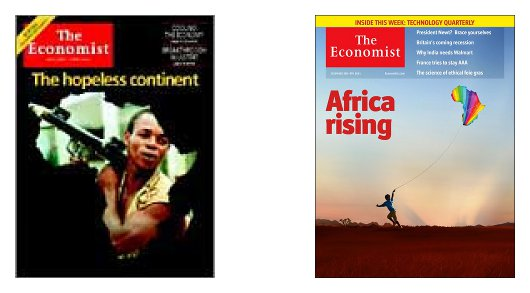 The
Economist
The hopeless continent
INSIDE THIS WEEK: TECHNOLOGY QUARTERLY
The
Economist
President Newt? Brace yourselves
Britain's coming recession
Why India needs Walmart
France tries to stay AAA
The science of ethical foie gras
Africa
rising